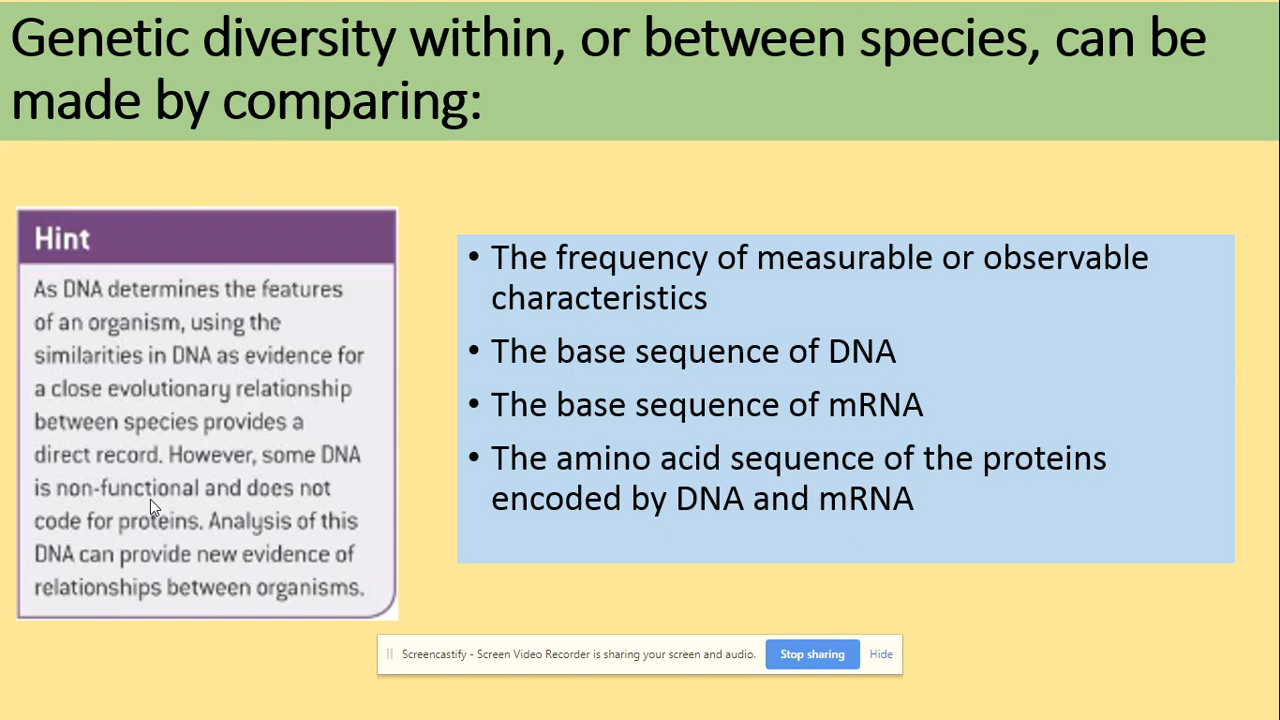 Genetic diversity within, or between species, can be
made by comparing:
Hint
As DNA determines the features
of an organism, using the
similarities in DNA as evidence for
a close evolutionary relationship
between species provides a
direct record. However, some DNA
is non-functional and does not
code for proteins. Analysis of this
DNA can provide new evidence of
relationships between organisms.
• The frequency of measurable or observable
characteristics
• The base sequence of DNA
• The base sequence of mRNA
• The amino acid sequence of the proteins
encoded by DNA and mRNA
Screencastify - Screen Video Recorder is sharing your screen and audio. Stop sharing Hide